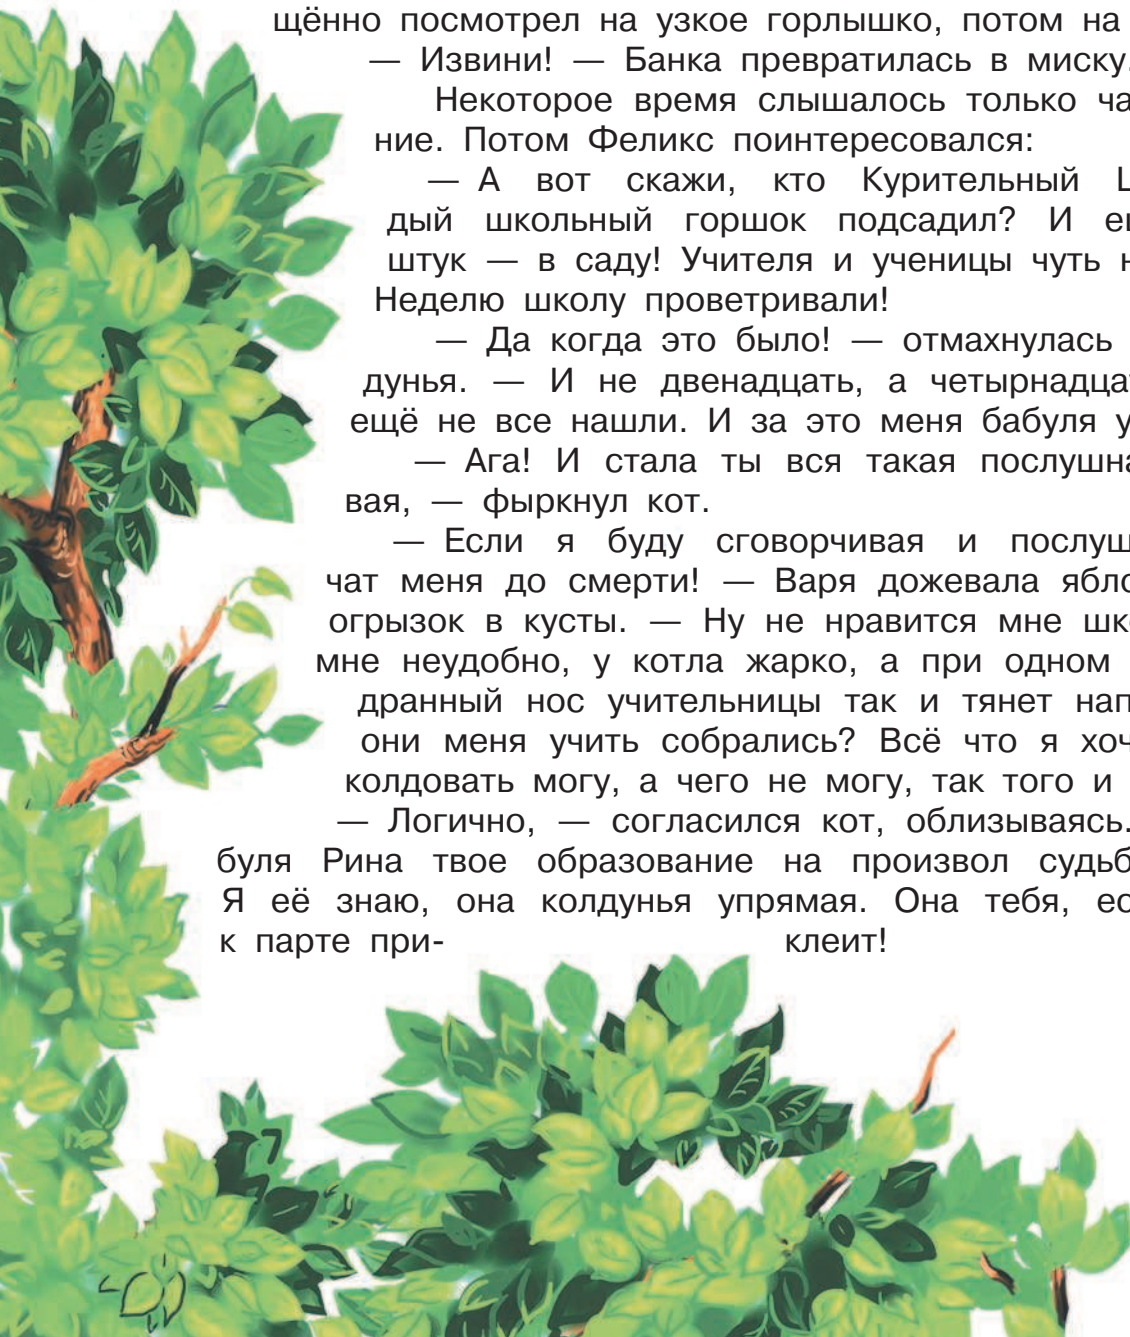 щённо посмотрел на узкое горлышко, потом на
— Извини! — Банка превратилась в миску.
Некоторое время слышалось только ча
ние. Потом Феликс поинтересовался:
— А вот скажи, кто Курительный
дый школьный горшок подсадил? И ещ
штук — в саду! Учителя и ученицы чуть н
Неделю школу проветривали!
— Да когда это было! — отмахнулась
дунья. — И не двенадцать, а четырнадцат
ещё не все нашли. И за это меня бабуля у
— Ага! И стала ты вся такая послушна
вая, — фыркнул кот.
— Если я буду сговорчивая и послуш
чат меня до смерти! — Варя дожевала ябло
огрызок в кусты. — Ну не нравится мне шко
мне неудобно, у котла жарко, а при одном
дранный нос учительницы так и тянет нап
они меня учить собрались? Всё что я хоч
колдовать могу, а чего не могу, так того и
— Логично, — согласился кот, облизываясь.
буля Рина твое образование на произвол судьб
Я её знаю, она колдунья упрямая. Она тебя, ес
к парте при- клеит!